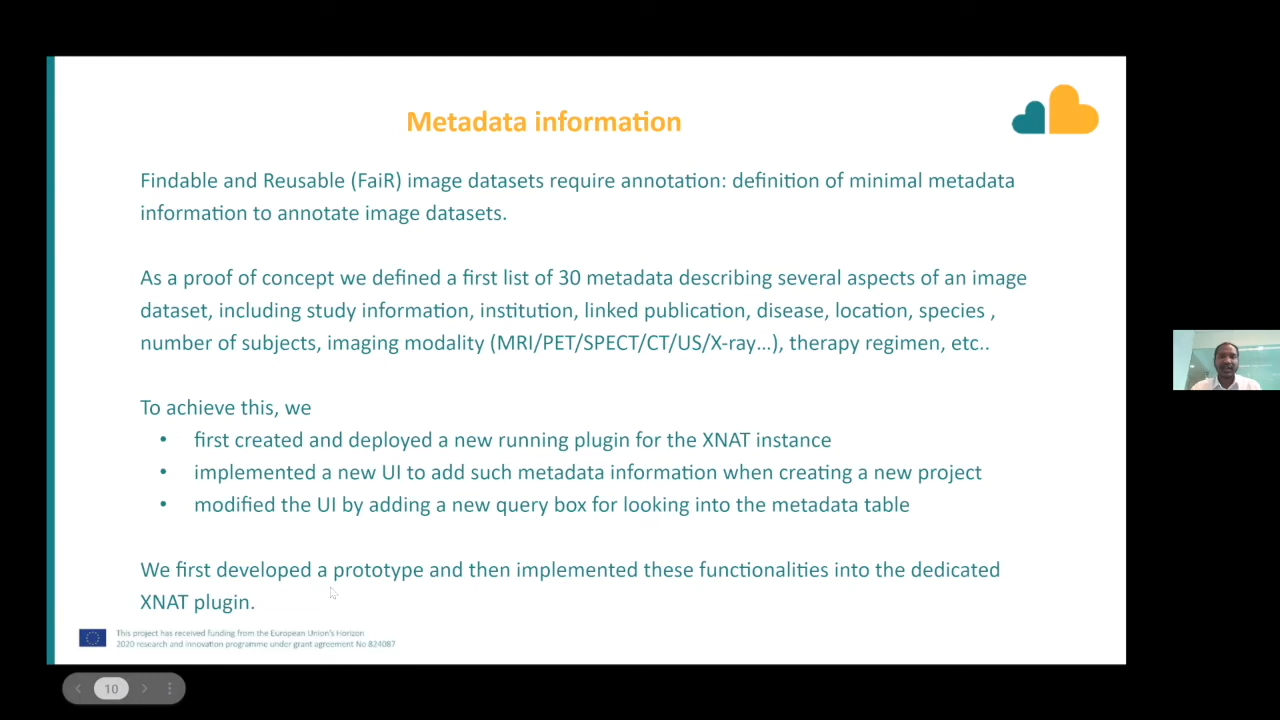 Metadata information
Findable and Reusable (FaiR) image datasets require annotation: definition of minimal metadata
information to annotate image datasets.
As a proof of concept we defined a first list of 30 metadata describing several aspects of an image
dataset, including study information, institution, linked publication, disease, location, species ,
number of subjects, imaging modality (MRI/PET/SPECT/CT/US/X-ray...), therapy regimen, etc..
To achieve this, we
• first created and deployed a new running plugin for the XNAT instance
• implemented a new UI to add such metadata information when creating a new project
• modified the UI by adding a new query box for looking into the metadata table
We first developed a prototype and then implemented these functionalities into the dedicated
XNAT plugin.
This project has received funding from the European Union's Horizon
2020 research and innovation programme under grant agreement No 824087
10